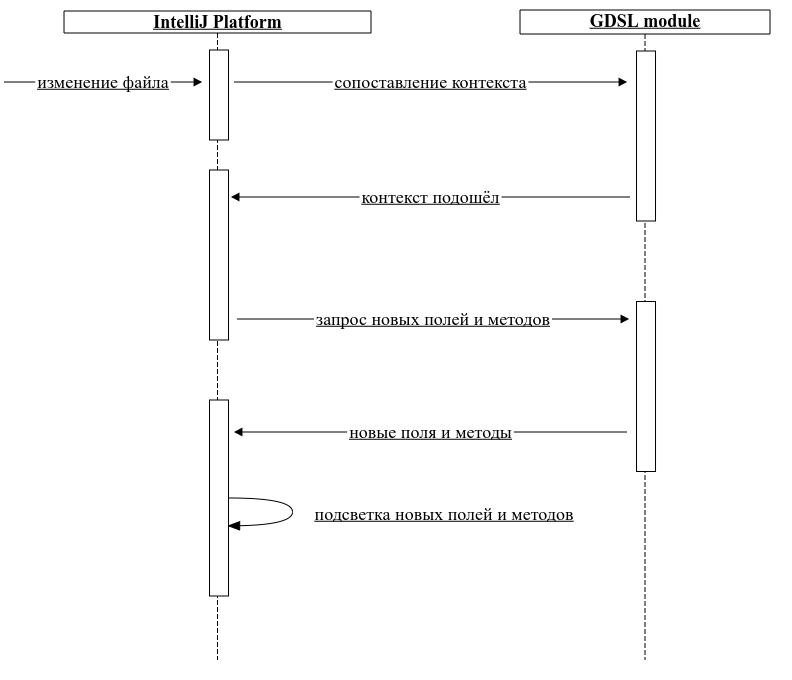 IntelliJ Platform
GDSL module
изменение файла
сопоставление контекста
контекст подошёл
запрос новых полей и методов
новые поля и методы
подсветка новых полей и методов